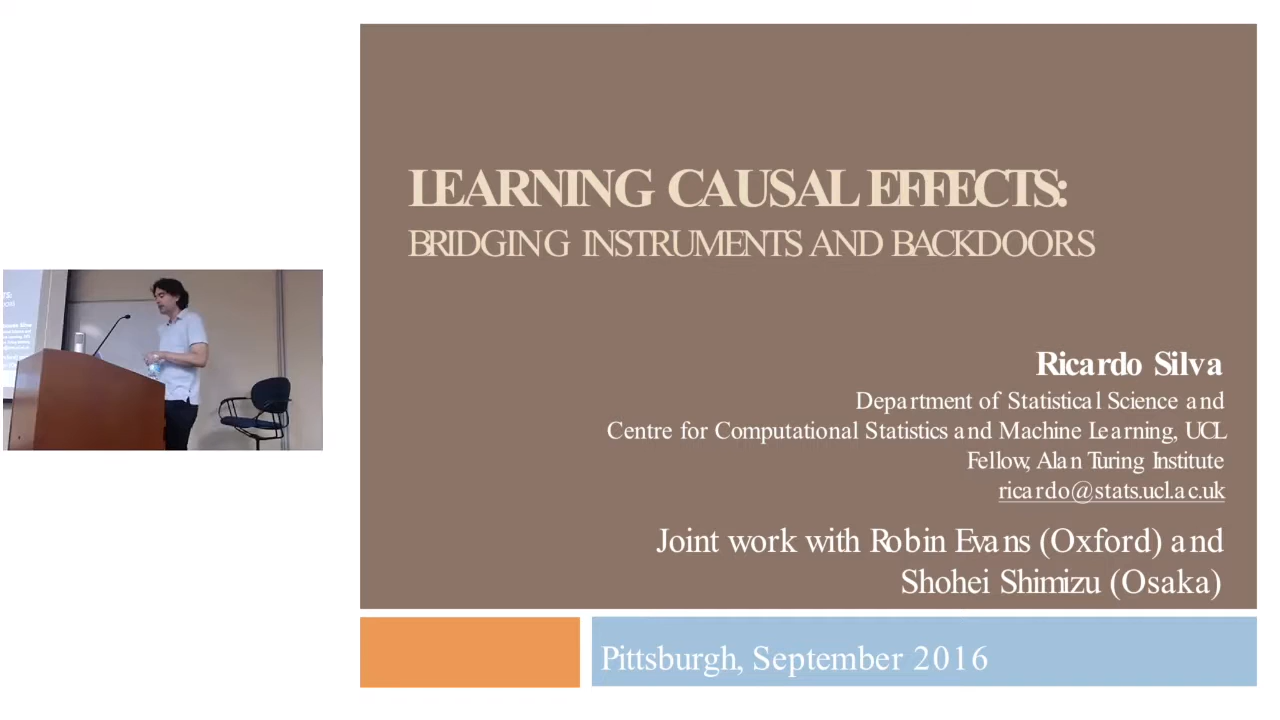 LEARNING CAUSAL EFFECTS:
BRIDGING INSTRUMENTS AND BACKDOORS
Ricardo Silva
Department of Statistical Science and
Centre for Computational Statistics and Machine Learning, UCL
Fellow, Alan Turing Institute
ricardo@stats.ucl.ac.uk
Joint work with Robin Evans (Oxford) and
Shohei Shimizu (Osaka)
Pittsburgh, September 2016